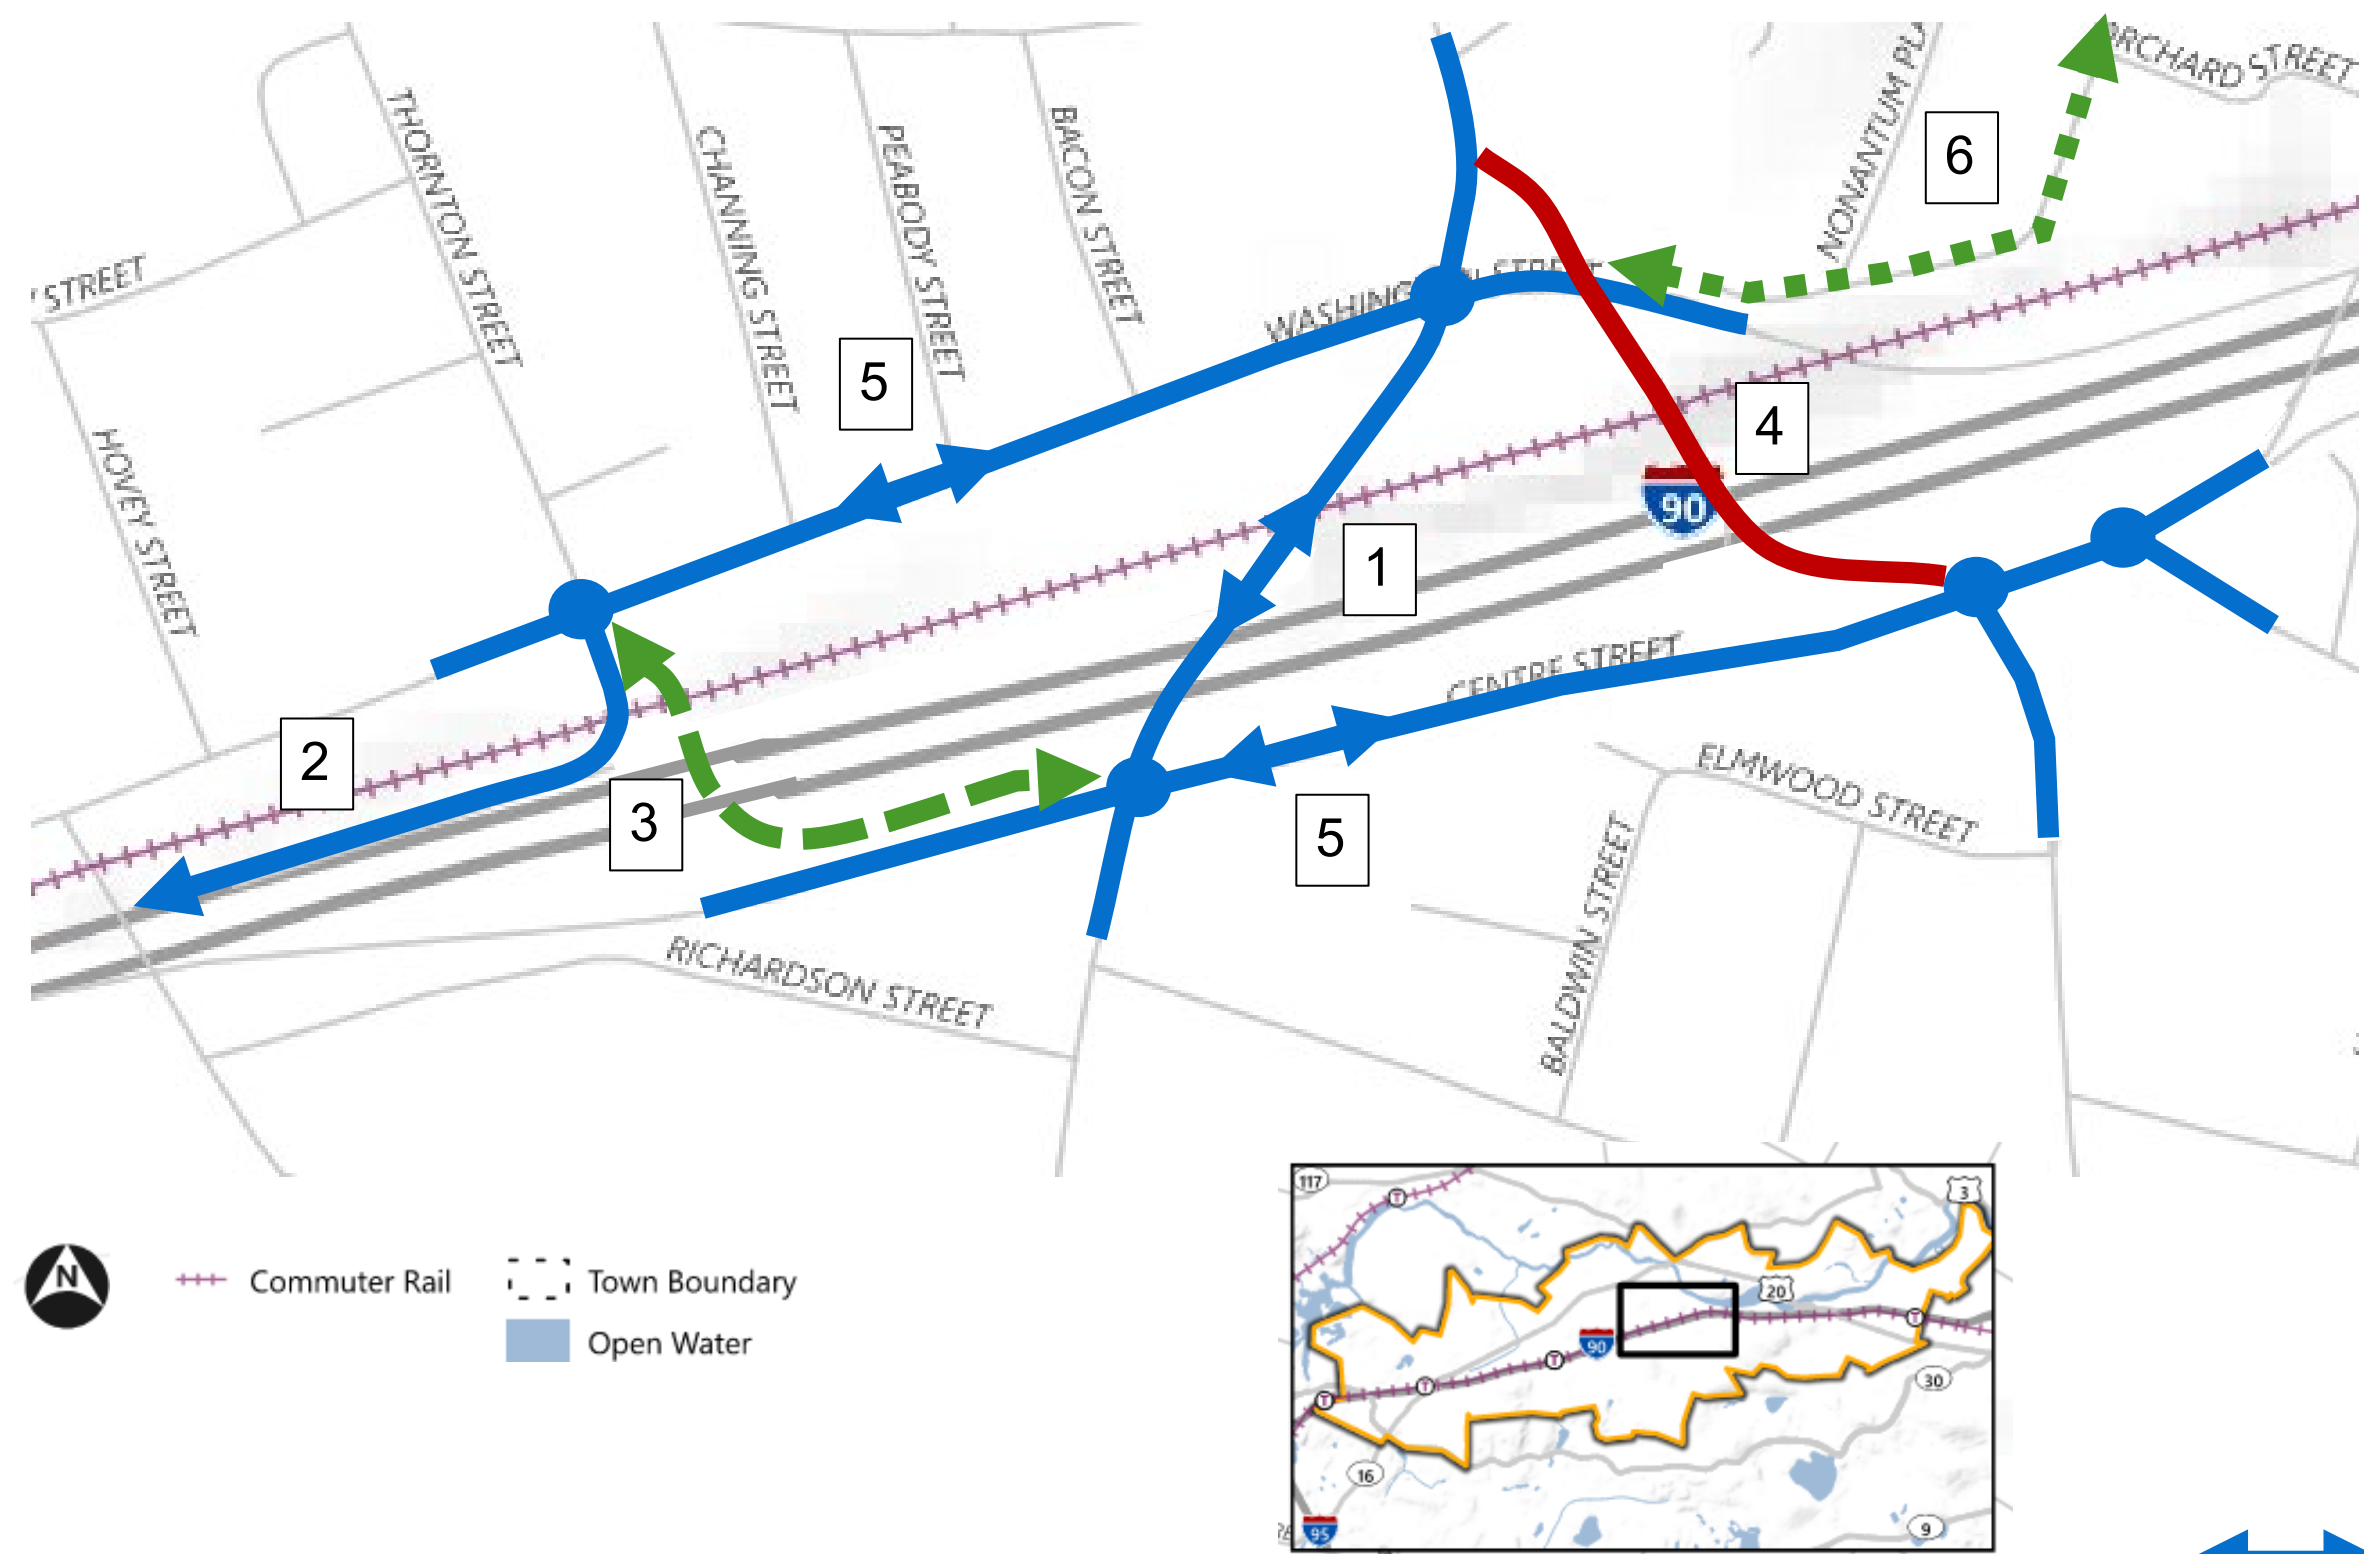 ORCHARD STREET
NONANTUM
6
THORNTON STREET
CHANNING STREET
PEABODY STREET
BACON STREET
STREET
WASHING STREET
5
4
HOVEY STREET
90
1
CENTRE STREET
2
3
5
ELMWOOD STREET
BALDWIN STREET
RICHARDSON STREET
117
3
N
Commuter Rail
Town Boundary
Open Water
20
90
T
T
T
T
T
30
16
95
9